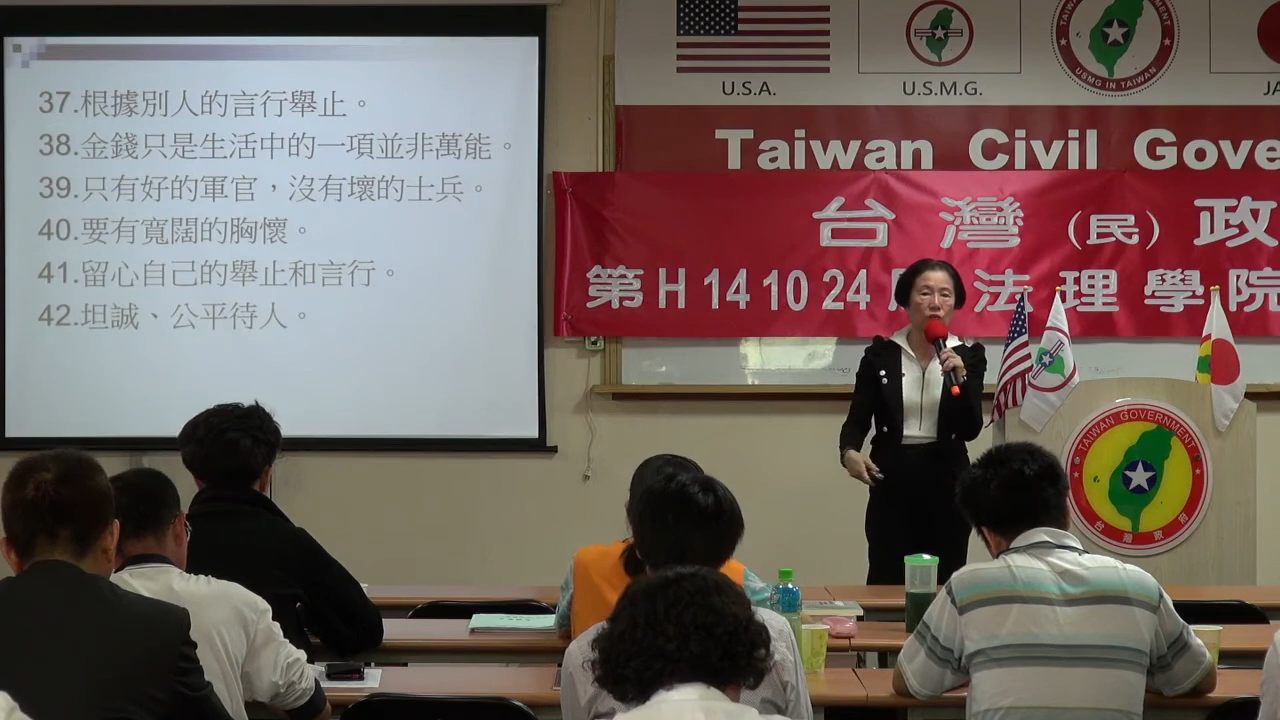 37.根據別人的言行舉止。
38.金錢只是生活中的一項並非萬能。
39.只有好的軍官，沒有壞的士兵。
40.要有寬闊的胸懷。
41.留心自己的舉止和言行。
42.坦誠、公平待人。
U.S.A.
U.S.M.G.
TAIWAN GOVERNMENT
USMG IN TAIWAN
JA
Taiwan Civil Gove
台灣（民）政
第H 14 10 24 法理學院
TAIWAN GOVERNMENT
台灣政府